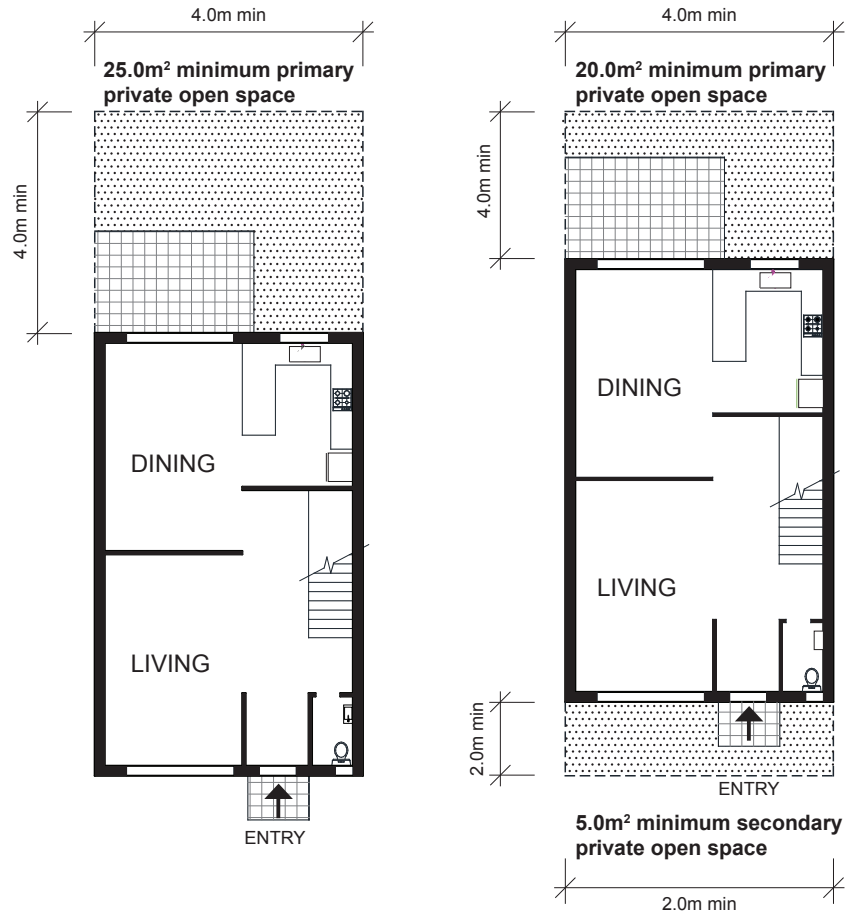 4.0m min
25.0m² minimum primary
private open space
4.0m min
DINING
LIVING
ENTRY
4.0m min
20.0m² minimum primary
private open space
4.0m min
DINING
LIVING
2.0m min
ENTRY
5.0m² minimum secondary
private open space
2.0m min